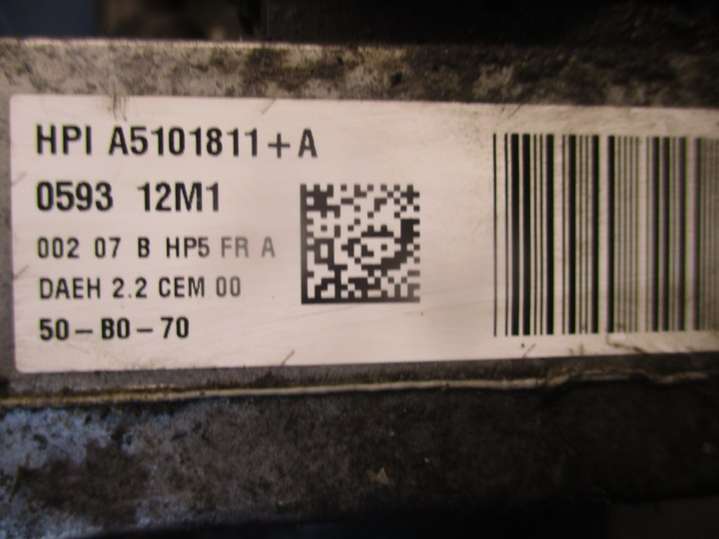 HPI A5101811+A
0593 12M1
002 07 B HP5 FR A
DAEH 2.2 CEM 00
50-B0-70